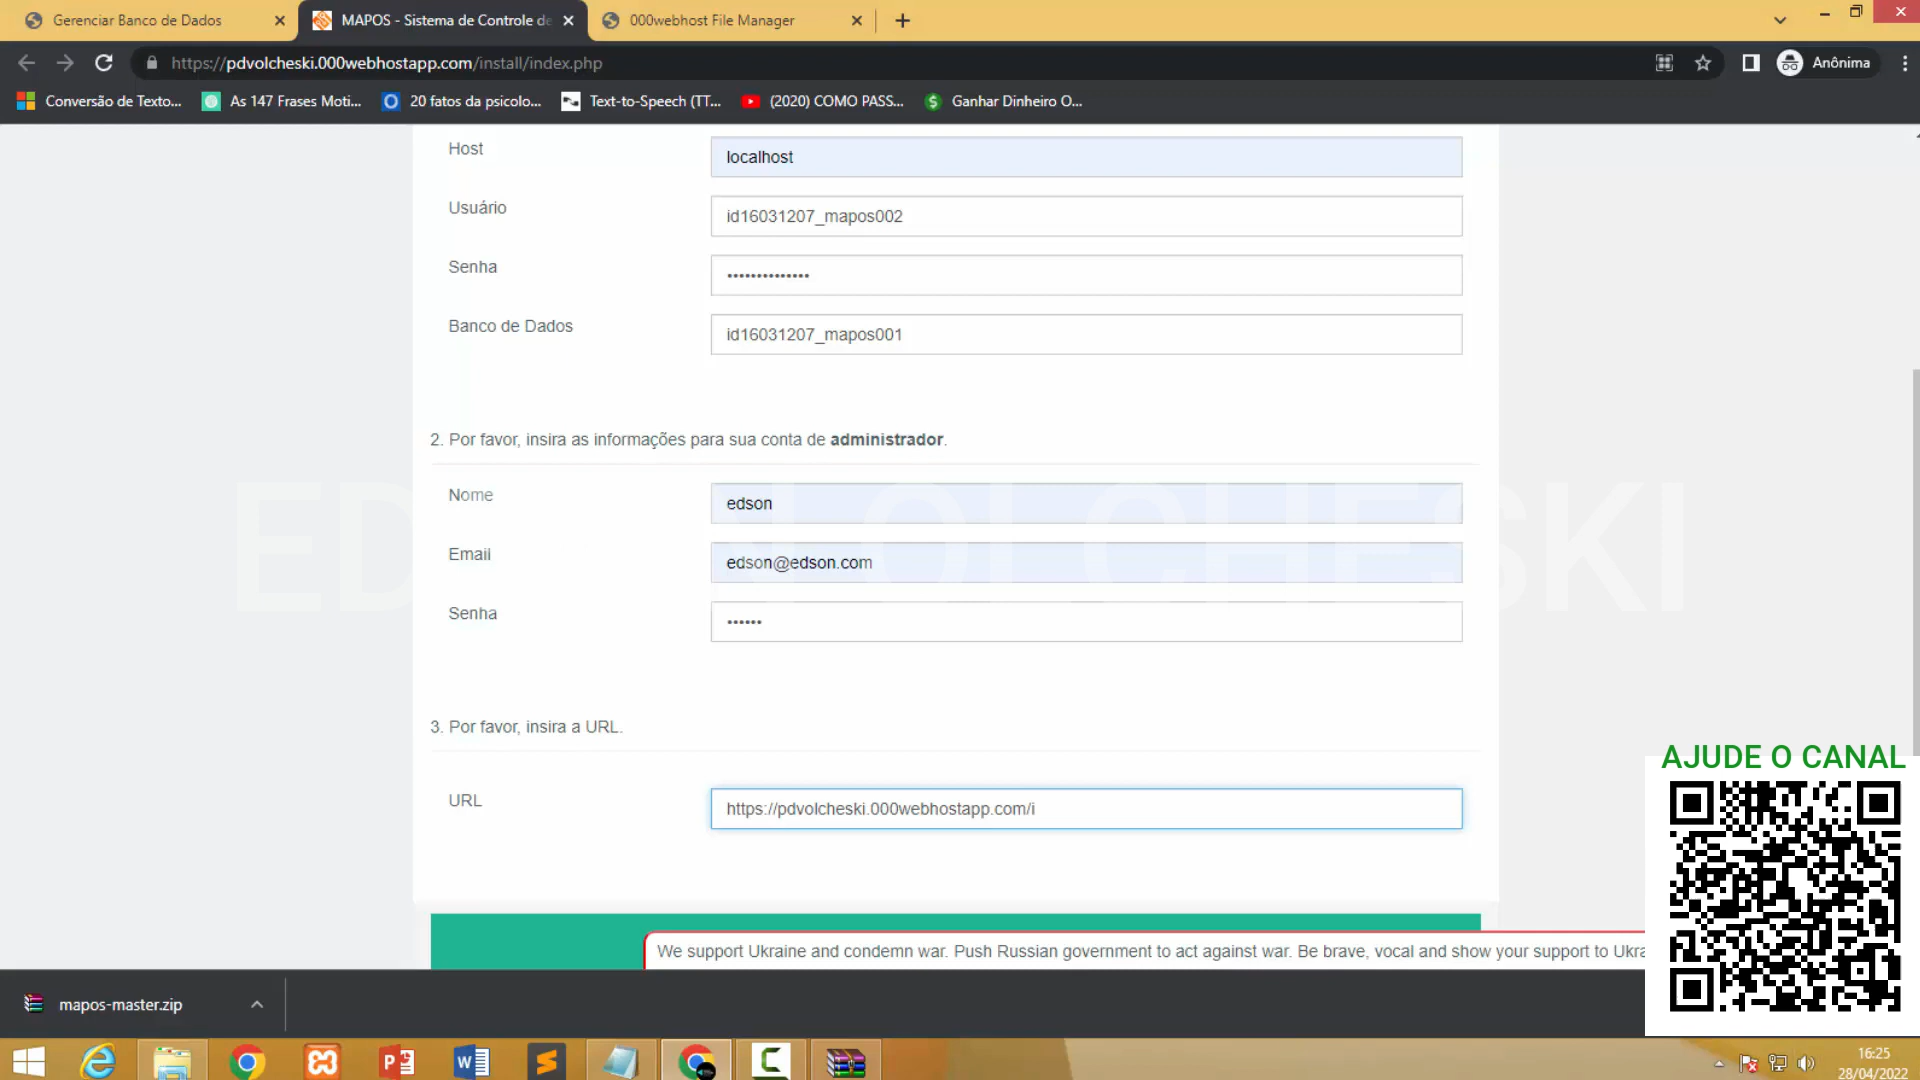 Gerenciar Banco de Dados
MAPOS - Sistema de Controle de
000webhost File Manager
https://pdvolcheski.000webhostapp.com/install/index.php
Anônima
Conversão de Texto...
As 147 Frases Moti...
20 fatos da psicolo...
Text-to-Speech (TT...
(2020) COMO PASS...
Ganhar Dinheiro O...
Host
localhost
Usuário
id16031207_mapos002
Senha
••••••••••••••
Banco de Dados
id16031207_mapos001
2. Por favor, insira as informações para sua conta de administrador.
Nome
edson
Email
edson@edson.com
Senha
••••••
3. Por favor, insira a URL.
URL
https://pdvolcheski.000webhostapp.com/i
We support Ukraine and condemn war. Push Russian government to act against war. Be brave, vocal and show your support to Ukra
AJUDE O CANAL
mapos-master.zip
16:25
28/04/2022